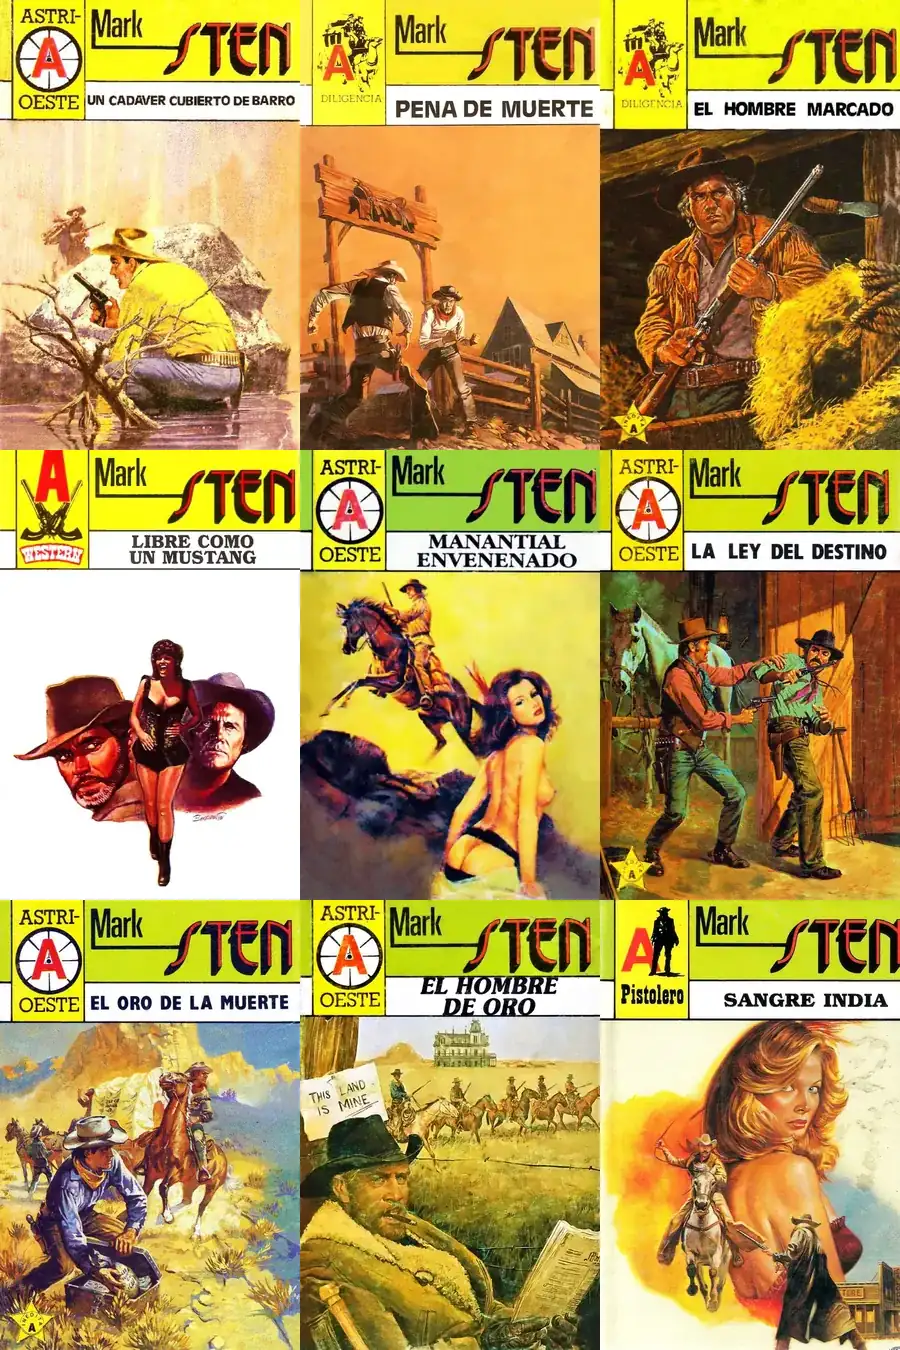 ASTRI-
A
OESTE
Mark
STEN
UN CADAVER CUBIERTO DE BARRO
A
DILIGENCIA
Mark
STEN
PENA DE MUERTE
A
DILIGENCIA
Mark
STEN
EL HOMBRE MARCADO
A
WESTERN
Mark
STEN
LIBRE COMO
UN MUSTANG
ASTRI-
A
OESTE
Mark
STEN
MANANTIAL
ENVENENADO
ASTRI-
A
OESTE
Mark
STEN
LA LEY DEL DESTINO
A
ASTRI-
A
OESTE
Mark
STEN
EL ORO DE LA MUERTE
A
ASTRI-
A
OESTE
Mark
STEN
EL HOMBRE
DE ORO
THIS LAND
IS MINE
A
Pistolero
Mark
STEN
SANGRE INDIA